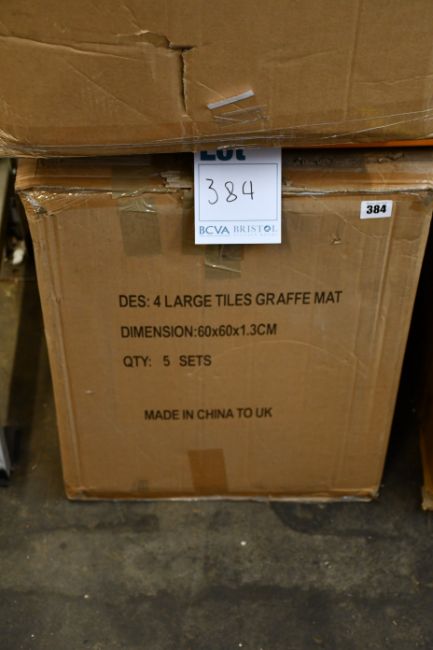 Lot
384
BCVA BRISTOL
384
DES: 4 LARGE TILES GRAFFE MAT
DIMENSION:60x60x1.3CM
QTY: 5 SETS
MADE IN CHINA TO UK